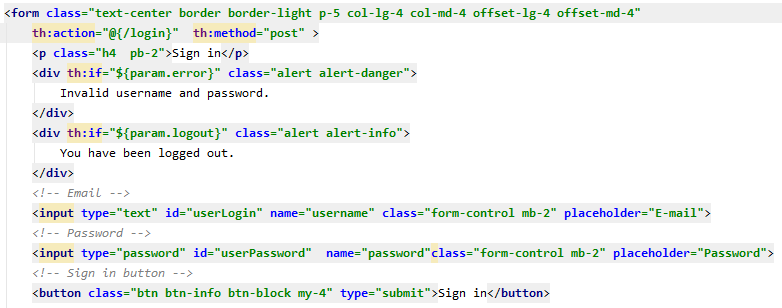 <form class="text-center border border-light p-5 col-lg-4 col-md-4 offset-lg-4 offset-md-4"
th:action="@{/login}"  th:method="post" >
<p class="h4  pb-2">Sign in</p>
<div th:if="${param.error}" class="alert alert-danger">
Invalid username and password.
</div>
<div th:if="${param.logout}" class="alert alert-info">
You have been logged out.
</div>
<!-- Email -->
<input type="text" id="userLogin" name="username" class="form-control mb-2" placeholder="E-mail">
<!-- Password -->
<input type="password" id="userPassword"  name="password"class="form-control mb-2" placeholder="Password">
<!-- Sign in button -->
<button class="btn btn-info btn-block my-4" type="submit">Sign in</button>